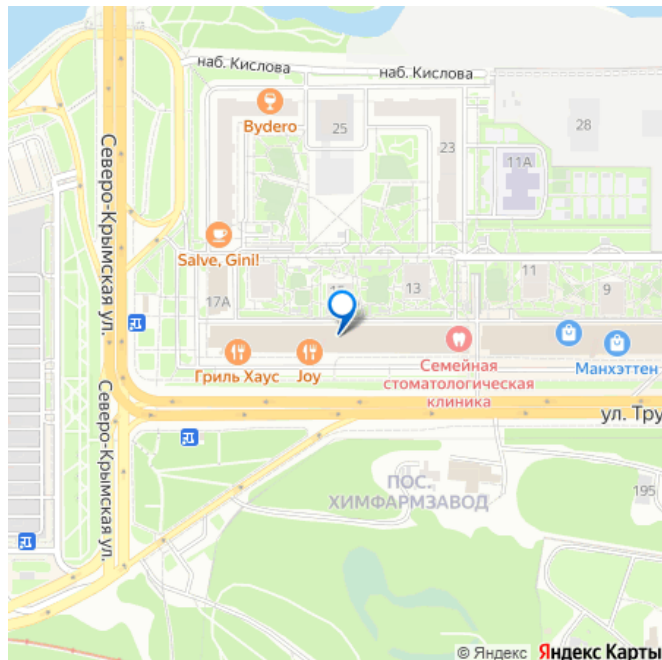 наб. Кислова
наб. Кислова
Bydero
25
23
28
11А
Северо-Крымская ул.
Salve, Gini!
17А
13
11
9
Гриль Хаус
Joy
Семейная
стоматологическая
клиника
Манхэттен
ул. Тру
Северо-Крымская ул.
ПОС.
ХИМФАРМЗАВОД
195
© Яндекс Яндекс Карты